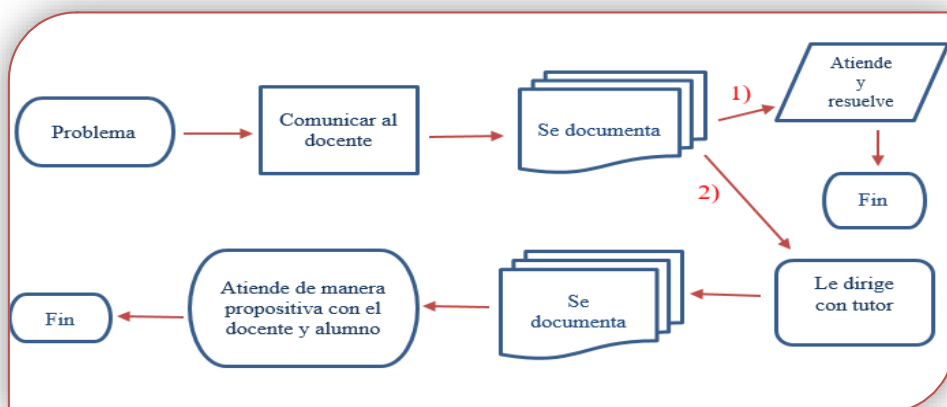 Problema
Comunicar al
docente
Se documenta
1)
Atiende
y
resuelve
Fin
2)
Le dirige
con tutor
Se
documenta
Atiende de manera
propositiva con el
docente y alumno
Fin